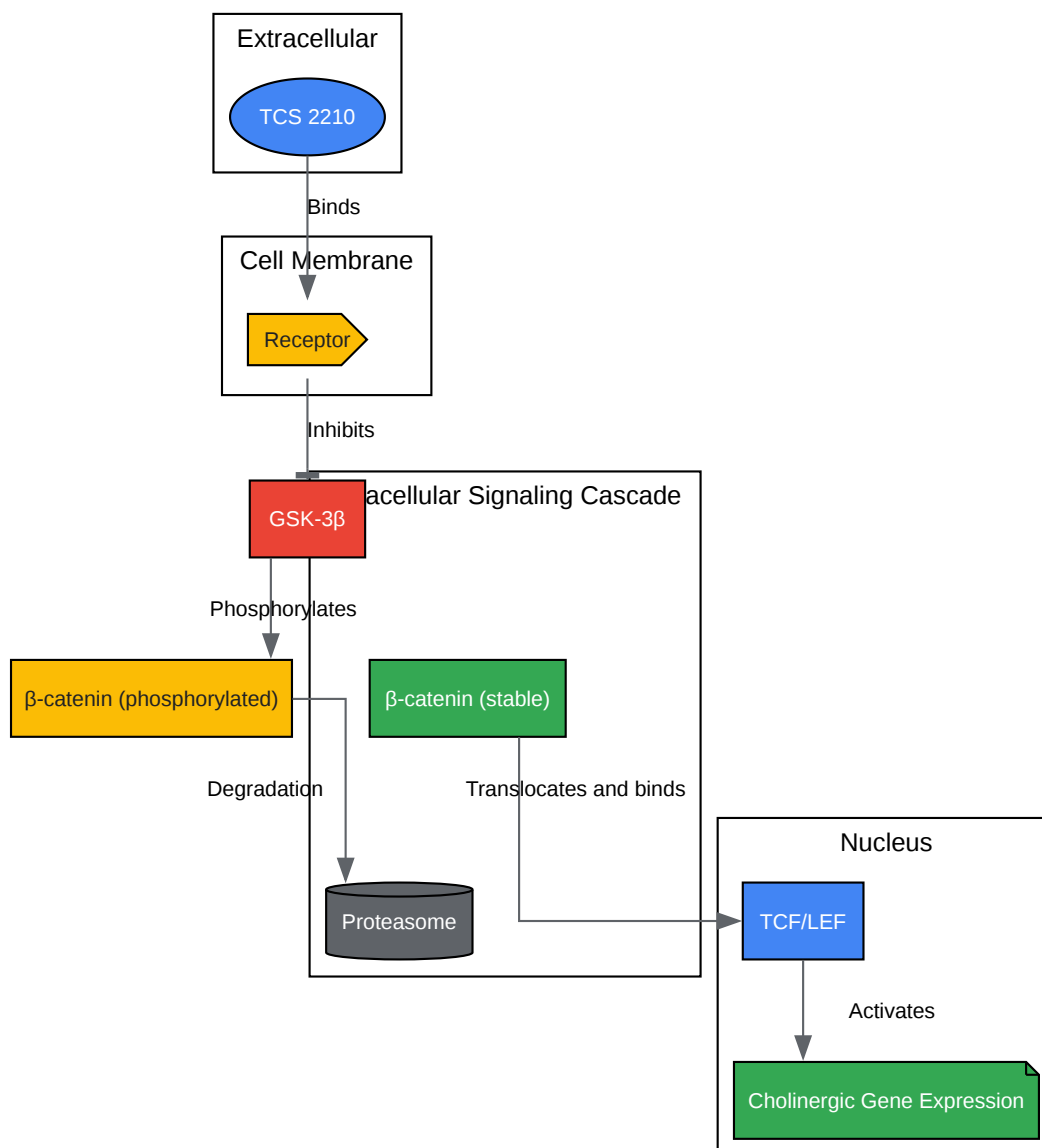 Extracellular
TCS 2210
Binds
Cell Membrane
Receptor
Inhibits
acellular Signaling Cascade
GSK-3β
Phosphorylates
β-catenin (phosphorylated)
β-catenin (stable)
Degradation
Translocates and binds
Nucleus
Proteasome
TCF/LEF
Activates
Cholinergic Gene Expression